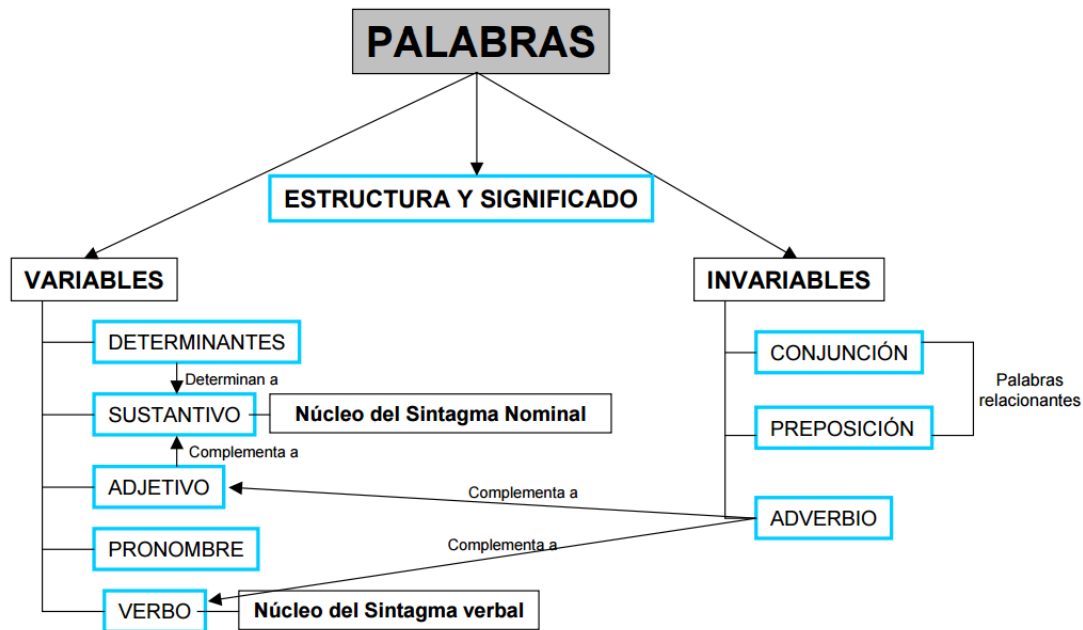 PALABRAS
ESTRUCTURA Y SIGNIFICADO
VARIABLES
DETERMINANTES
Determinan a
SUSTANTIVO
Núcleo del Sintagma Nominal
Complementa a
ADJETIVO
PRONOMBRE
VERBO
Núcleo del Sintagma verbal
INVARIABLES
CONJUNCIÓN
PREPOSICIÓN
Palabras
relacionantes
ADVERBIO
Complementa a
Complementa a